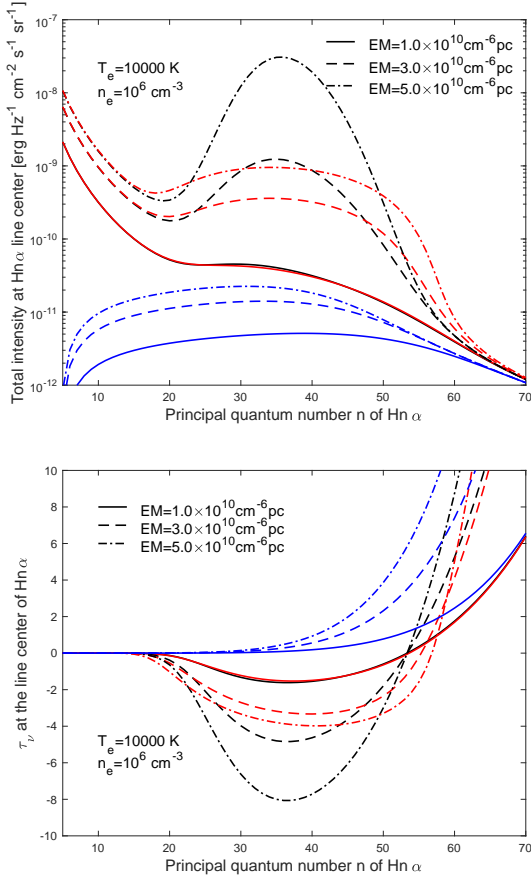 10^-7
10^-8
10^-9
10^-10
10^-11
10^-12
Total intensity at Hn α line center [erg Hz^-1 cm^-2 s^-1 sr^-1]
T_e=10000 K
n_e=10^6 cm^-3
EM=1.0×10^10cm^-6pc
EM=3.0×10^10cm^-6pc
EM=5.0×10^10cm^-6pc
10 20 30 40 50 60 70
Principal quantum number n of Hn α
10
8
6
4
2
0
-2
-4
-6
-8
-10
τ_ν at the line center of Hn α
EM=1.0×10^10cm^-6pc
EM=3.0×10^10cm^-6pc
EM=5.0×10^10cm^-6pc
T_e=10000 K
n_e=10^6 cm^-3
10 20 30 40 50 60 70
Principal quantum number n of Hn α